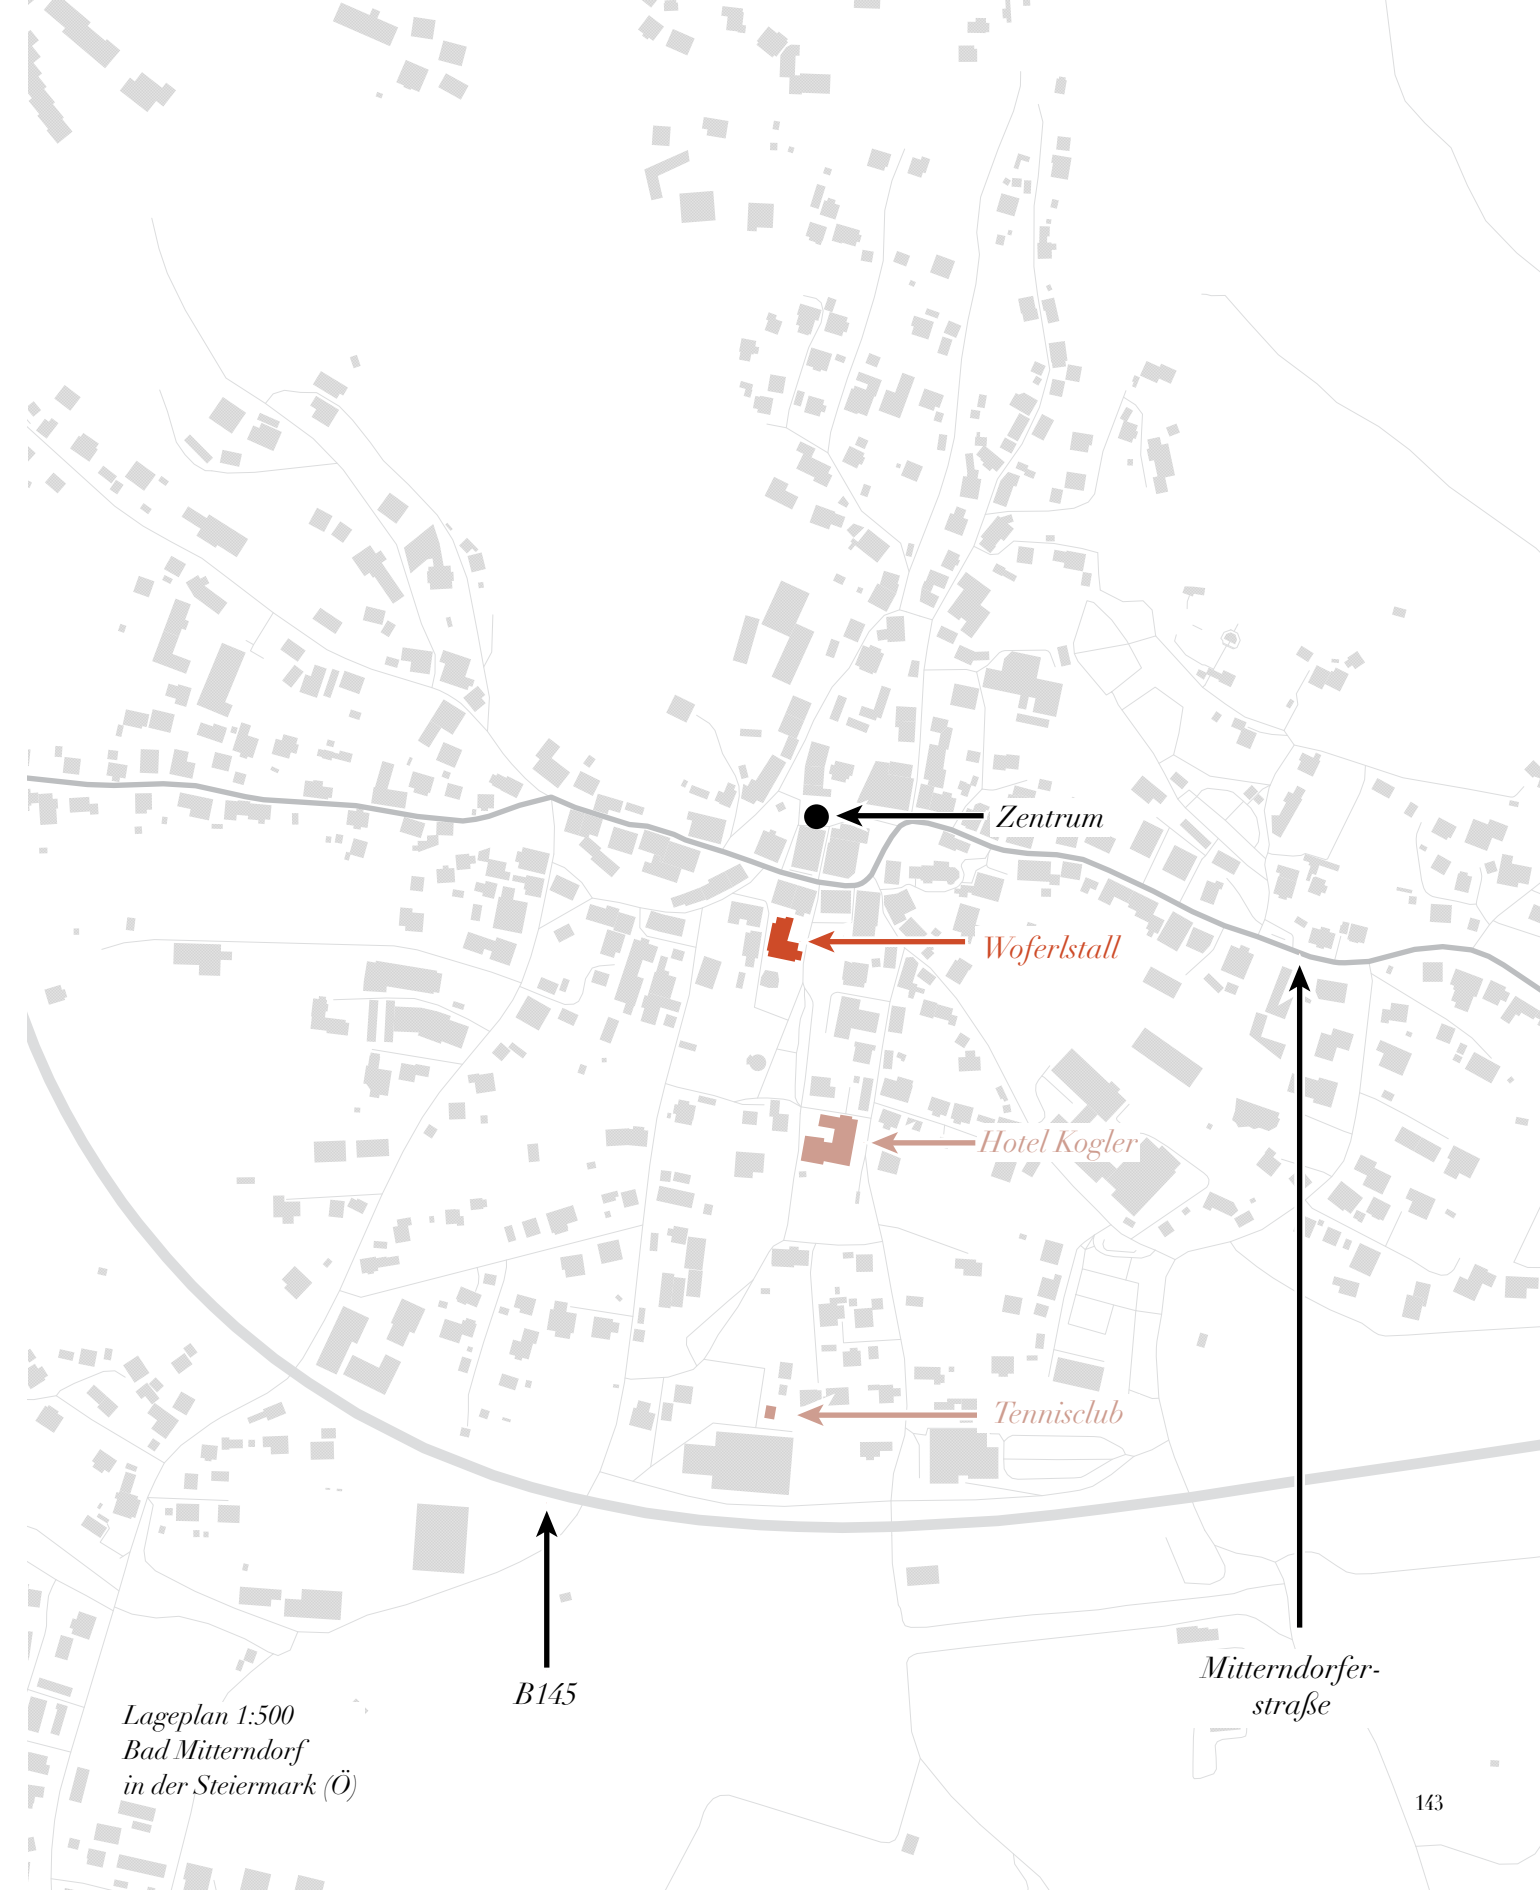 Zentrum
Woferlstall
Hotel Kogler
Tennisclub
B145
Mitterndorfer-
straße
Lageplan 1:500
Bad Mitterndorf
in der Steiermark (Ö)
143